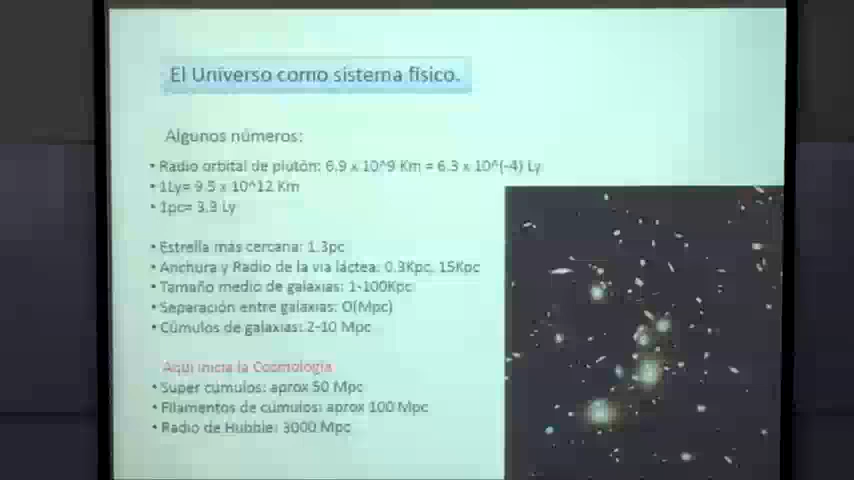 El Universo como sistema físico.
Algunos números:
• Radio orbital de plutón: 6.9 x 10^9 Km = 6.3 x 10^(-4) Ly
• 1Ly= 9.5 x 10^12 Km
• 1pc= 3.3 Ly
• Estrella más cercana: 1.3pc
• Anchura y Radio de la via láctea: 0.3Kpc, 15Kpc
• Tamaño medio de galaxias: 1-100Kpc
• Separación entre galaxias: O(Mpc)
• Cúmulos de galaxias: 2-10 Mpc
Aqui inicia la Cosmología
• Super cúmulos: aprox 50 Mpc
• Filamentos de cúmulos: aprox 100 Mpc
• Radio de Hubble: 3000 Mpc